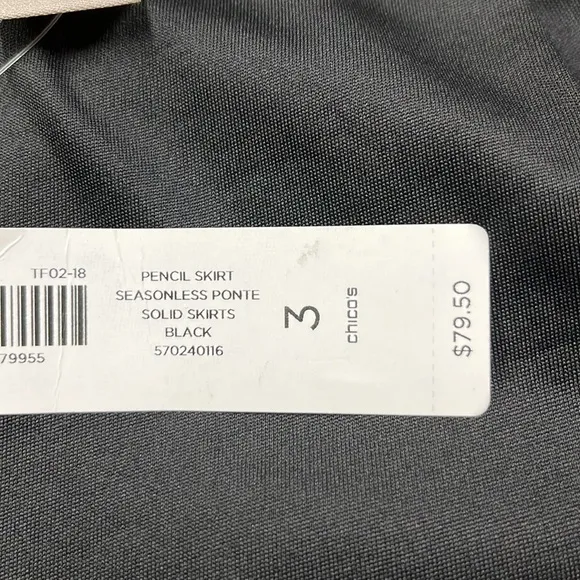 TF02-18
79955
PENCIL SKIRT
SEASONLESS PONTE
SOLID SKIRTS
BLACK
570240116
3
chico's
$79.50